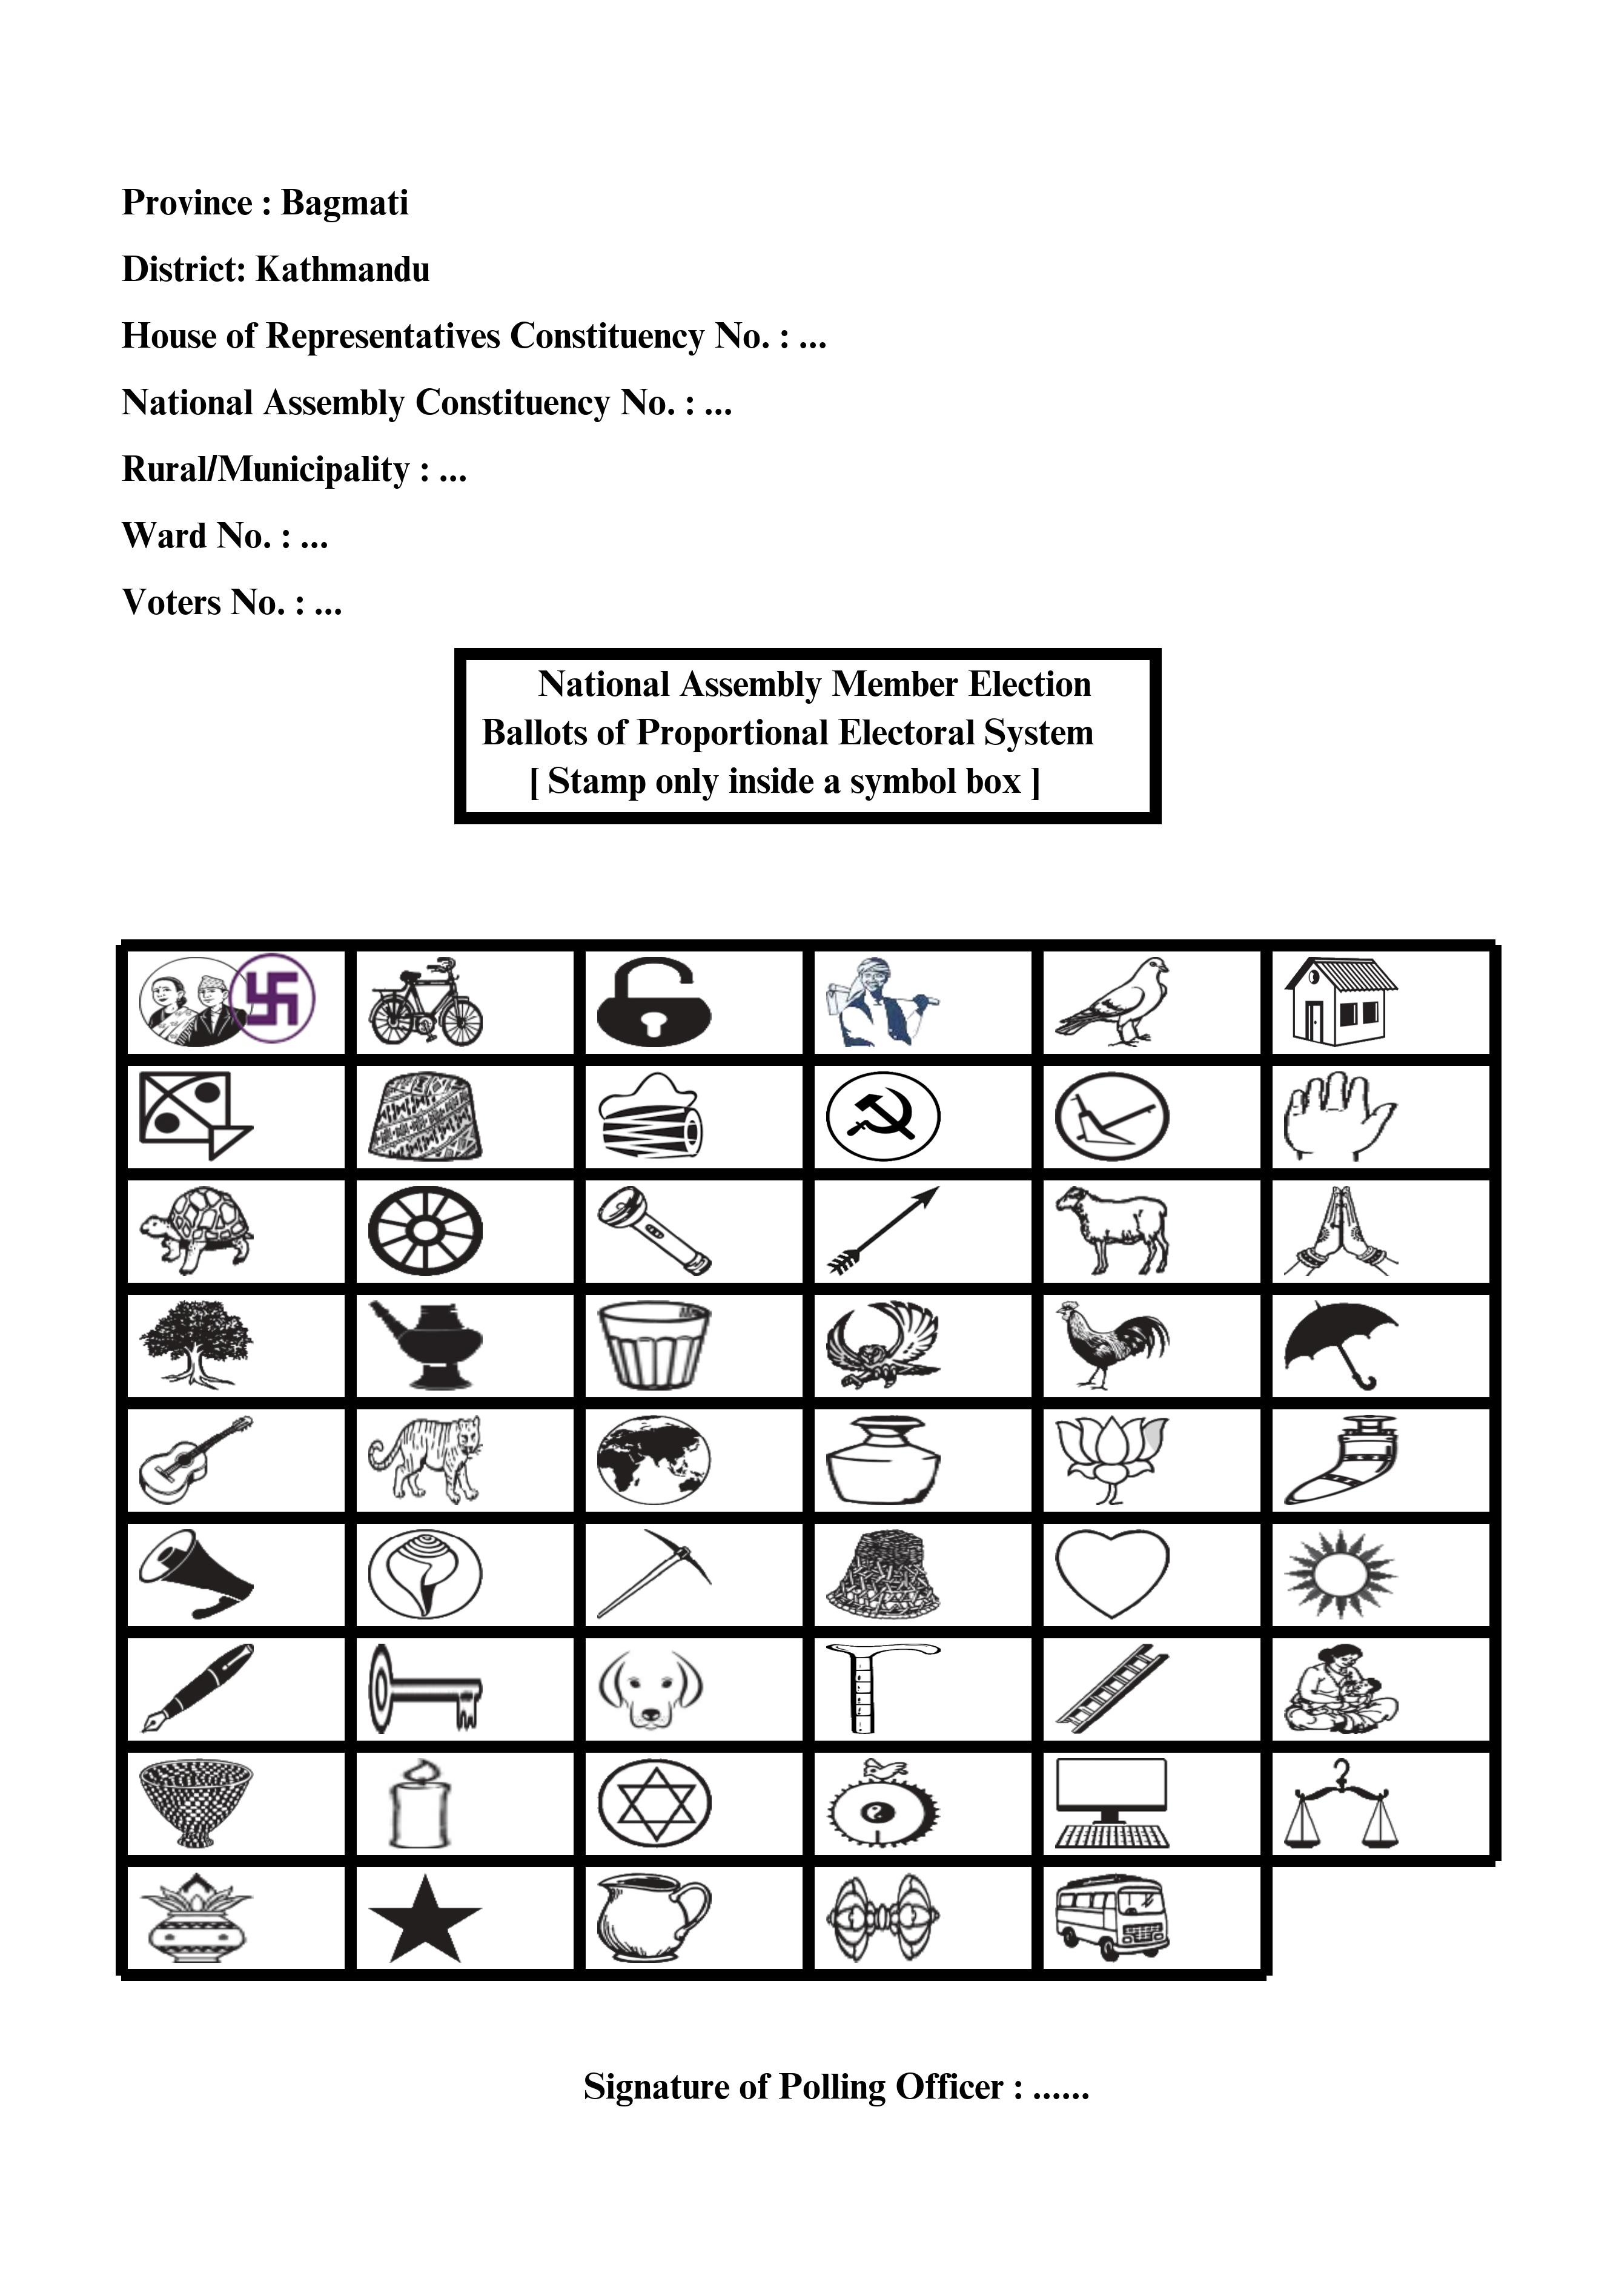 Province : Bagmati
District: Kathmandu
House of Representatives Constituency No. : ...
National Assembly Constituency No. : ...
Rural/Municipality : ...
Ward No. : ...
Voters No. : ...
National Assembly Member Election
Ballots of Proportional Electoral System
[ Stamp only inside a symbol box ]
Signature of Polling Officer : ......